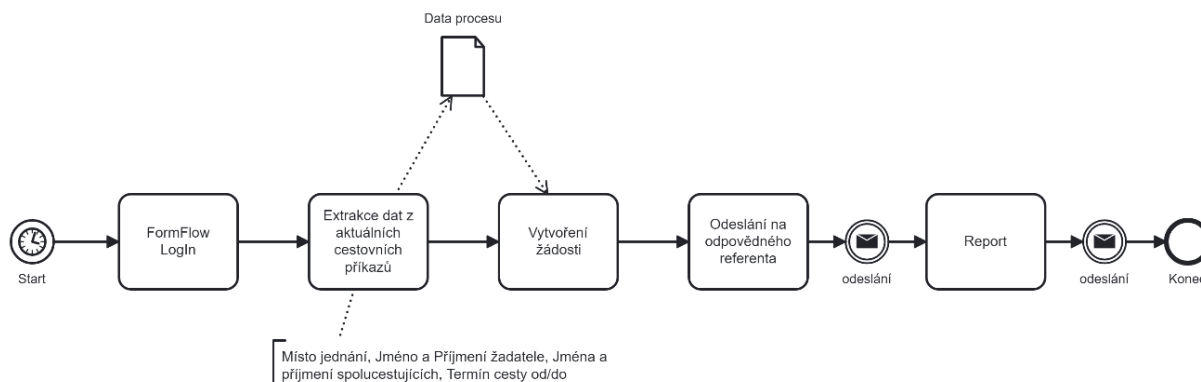 Data procesu
FormFlow
LogIn
Extrakce dat z
aktuálních
cestovních
příkazů
Vytvoření
žádosti
Odeslání na
odpovědného
referenta
Report
Start
odeslání
odeslání
Konec
Místo jednání, Jméno a Příjmení žadatele, Jména a
příjmení spolucestujících, Termín cesty od/do